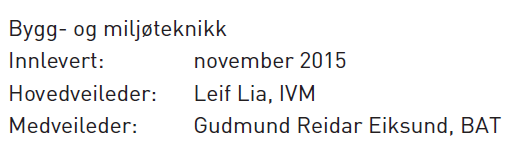 Bygg- og miljøteknikk
Innlevert: november 2015
Hovedveileder: Leif Lia, IVM
Medveileder: Gudmund Reidar Eiksund, BAT